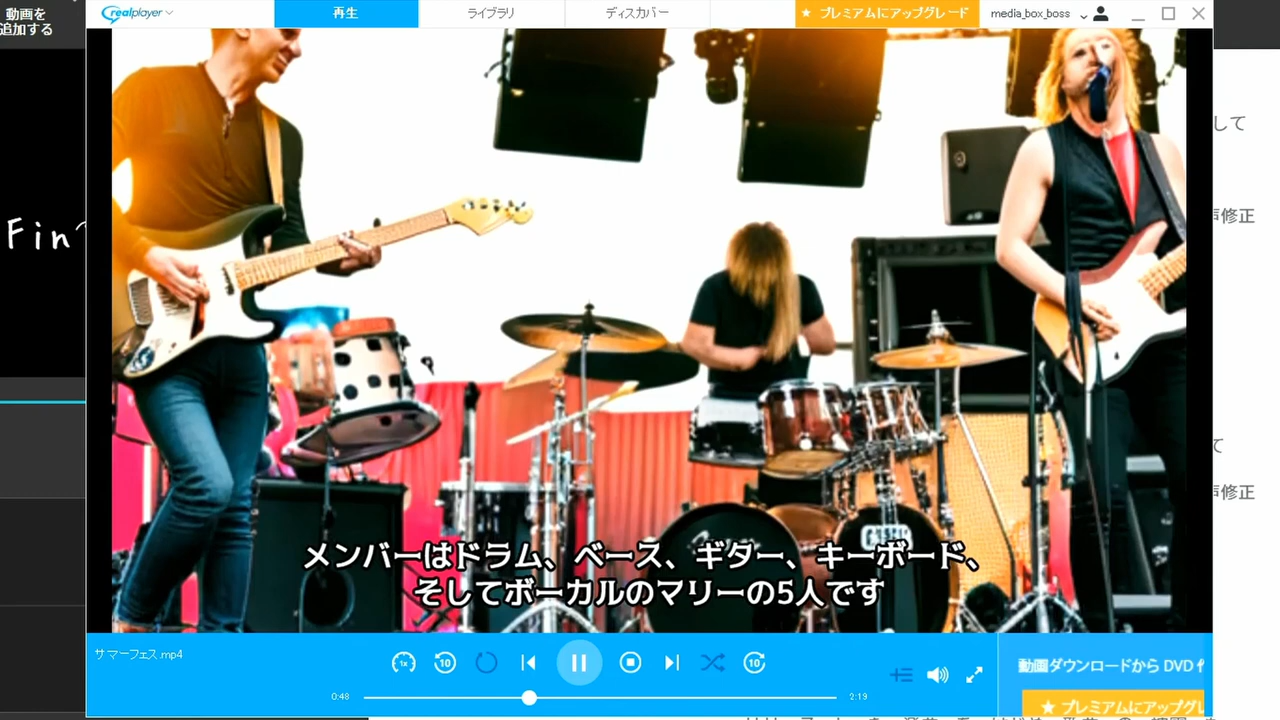 動画を
追加する
realplayer
再生
ライブラリ
ディスカバー
★ プレミアムにアップグレード
media_box_boss
して
声修正
Fin
て
声修正
メンバーはドラム、ベース、ギター、キーボード、
そしてボーカルのマリーの5人です
サマーフェス.mp4
1x
10
10
動画ダウンロードから DVD
0:48
2:19
★ プレミアムにアップグレ